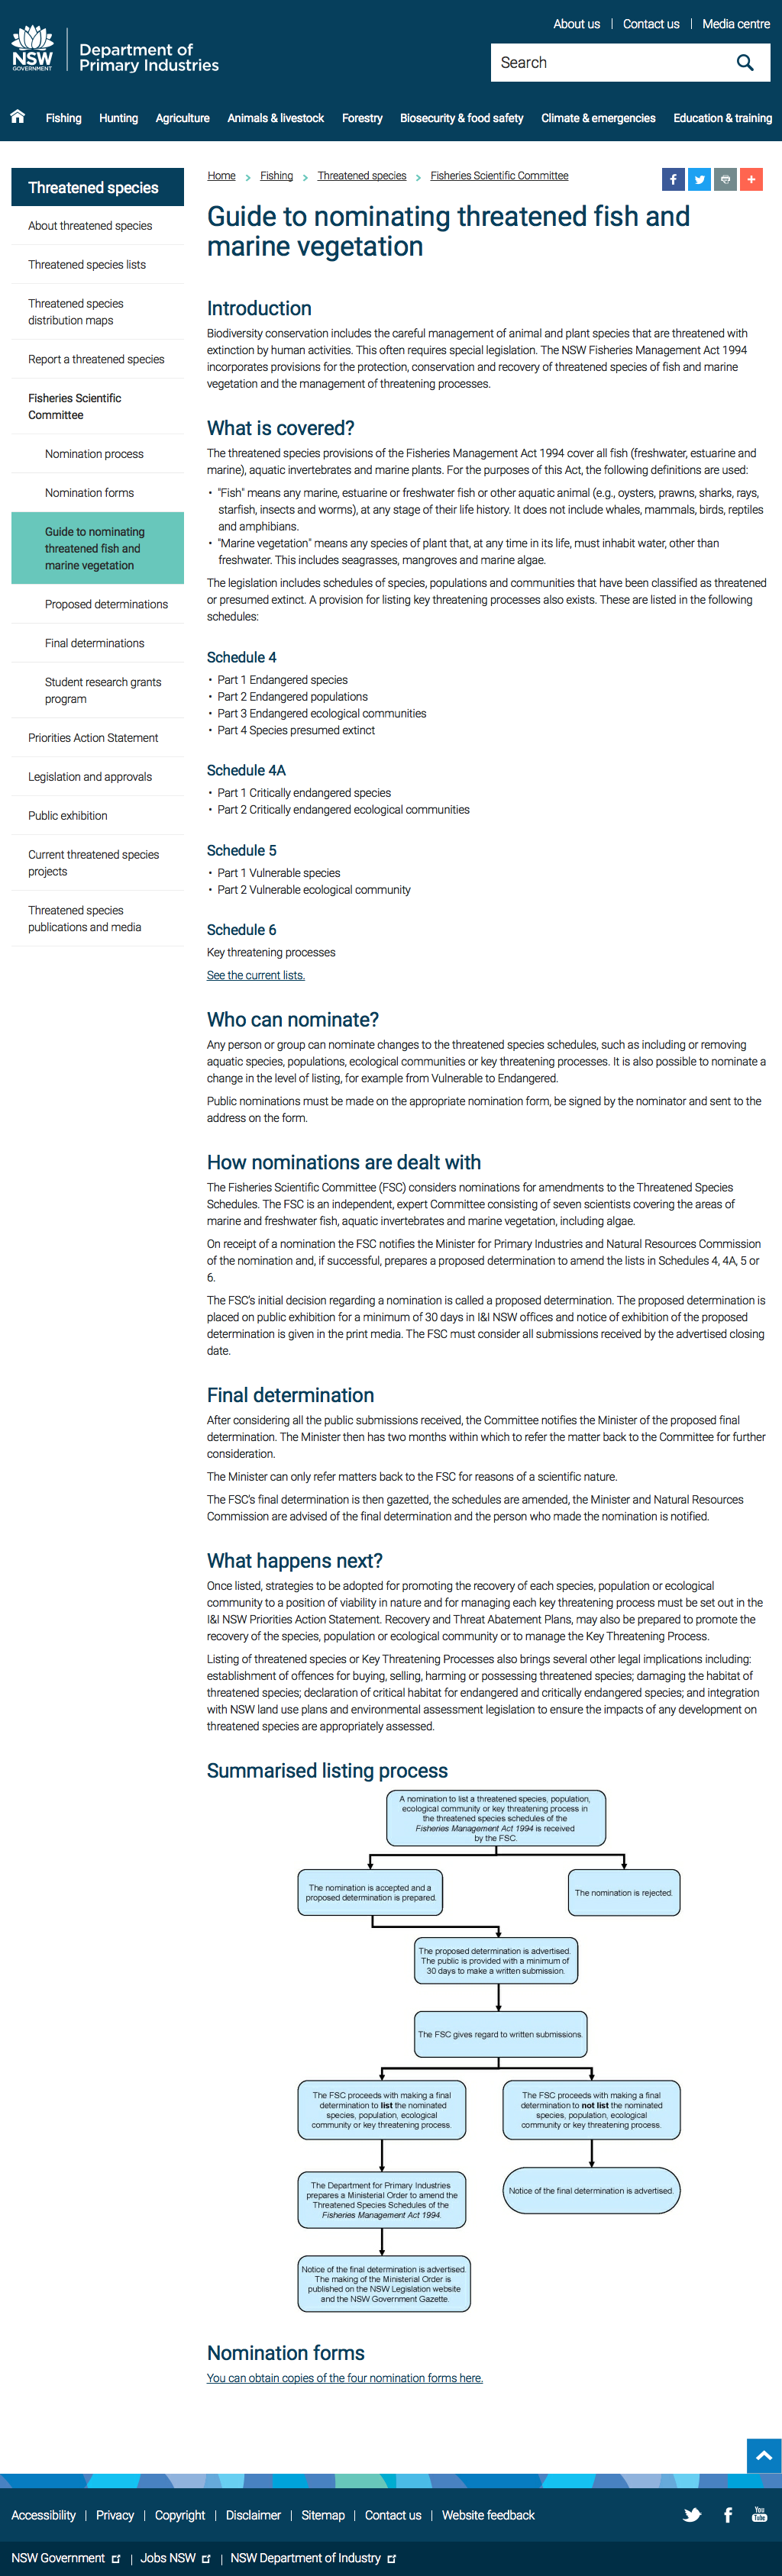 About us | Contact us | Media centre
NSW
GOVERNMENT
Department of
Primary Industries
Search
Fishing Hunting Agriculture Animals & livestock Forestry Biosecurity & food safety Climate & emergencies Education & training
Threatened species
About threatened species
Threatened species lists
Threatened species
distribution maps
Report a threatened species
Fisheries Scientific
Committee
Nomination process
Nomination forms
Guide to nominating
threatened fish and
marine vegetation
Proposed determinations
Final determinations
Student research grants
program
Priorities Action Statement
Legislation and approvals
Public exhibition
Current threatened species
projects
Threatened species
publications and media
Home > Fishing > Threatened species > Fisheries Scientific Committee
Guide to nominating threatened fish and
marine vegetation
Introduction
Biodiversity conservation includes the careful management of animal and plant species that are threatened with
extinction by human activities. This often requires special legislation. The NSW Fisheries Management Act 1994
incorporates provisions for the protection, conservation and recovery of threatened species of fish and marine
vegetation and the management of threatening processes.
What is covered?
The threatened species provisions of the Fisheries Management Act 1994 cover all fish (freshwater, estuarine and
marine), aquatic invertebrates and marine plants. For the purposes of this Act, the following definitions are used:
• "Fish" means any marine, estuarine or freshwater fish or other aquatic animal (e.g., oysters, prawns, sharks, rays,
starfish, insects and worms), at any stage of their life history. It does not include whales, mammals, birds, reptiles
and amphibians.
• "Marine vegetation" means any species of plant that, at any time in its life, must inhabit water, other than
freshwater. This includes seagrasses, mangroves and marine algae.
The legislation includes schedules of species, populations and communities that have been classified as threatened
or presumed extinct. A provision for listing key threatening processes also exists. These are listed in the following
schedules:
Schedule 4
• Part 1 Endangered species
• Part 2 Endangered populations
• Part 3 Endangered ecological communities
• Part 4 Species presumed extinct
Schedule 4A
• Part 1 Critically endangered species
• Part 2 Critically endangered ecological communities
Schedule 5
• Part 1 Vulnerable species
• Part 2 Vulnerable ecological community
Schedule 6
Key threatening processes
See the current lists.
Who can nominate?
Any person or group can nominate changes to the threatened species schedules, such as including or removing
aquatic species, populations, ecological communities or key threatening processes. It is also possible to nominate a
change in the level of listing, for example from Vulnerable to Endangered.
Public nominations must be made on the appropriate nomination form, be signed by the nominator and sent to the
address on the form.
How nominations are dealt with
The Fisheries Scientific Committee (FSC) considers nominations for amendments to the Threatened Species
Schedules. The FSC is an independent, expert Committee consisting of seven scientists covering the areas of
marine and freshwater fish, aquatic invertebrates and marine vegetation, including algae.
On receipt of a nomination the FSC notifies the Minister for Primary Industries and Natural Resources Commission
of the nomination and, if successful, prepares a proposed determination to amend the lists in Schedules 4, 4A, 5 or
6.
The FSC's initial decision regarding a nomination is called a proposed determination. The proposed determination is
placed on public exhibition for a minimum of 30 days in I&I NSW offices and notice of exhibition of the proposed
determination is given in the print media. The FSC must consider all submissions received by the advertised closing
date.
Final determination
After considering all the public submissions received, the Committee notifies the Minister of the proposed final
determination. The Minister then has two months within which to refer the matter back to the Committee for further
consideration.
The Minister can only refer matters back to the FSC for reasons of a scientific nature.
The FSC's final determination is then gazetted, the schedules are amended, the Minister and Natural Resources
Commission are advised of the final determination and the person who made the nomination is notified.
What happens next?
Once listed, strategies to be adopted for promoting the recovery of each species, population or ecological
community to a position of viability in nature and for managing each key threatening process must be set out in the
I&I NSW Priorities Action Statement. Recovery and Threat Abatement Plans, may also be prepared to promote the
recovery of the species, population or ecological community or to manage the Key Threatening Process.
Listing of threatened species or Key Threatening Processes also brings several other legal implications including:
establishment of offences for buying, selling, harming or possessing threatened species; damaging the habitat of
threatened species; declaration of critical habitat for endangered and critically endangered species; and integration
with NSW land use plans and environmental assessment legislation to ensure the impacts of any development on
threatened species are appropriately assessed.
Summarised listing process
A nomination to list a threatened species, population,
ecological community or key threatening process in
the threatened species schedules of the
Fisheries Management Act 1994 is received
by the FSC.
The nomination is accepted and a
proposed determination is prepared.
The nomination is rejected.
The proposed determination is advertised.
The public is provided with a minimum of
30 days to make a written submission.
The FSC gives regard to written submissions.
The FSC proceeds with making a final
determination to list the nominated
species, population, ecological
community or key threatening process.
The FSC proceeds with making a final
determination to not list the nominated
species, population, ecological
community or key threatening process.
The Department for Primary Industries
prepares a Ministerial Order to amend the
Threatened Species Schedules of the
Fisheries Management Act 1994.
Notice of the final determination is advertised.
Notice of the final determination is advertised.
The making of the Ministerial Order is
published on the NSW Legislation website
and the NSW Government Gazette.
Nomination forms
You can obtain copies of the four nomination forms here.
Accessibility | Privacy | Copyright | Disclaimer | Sitemap | Contact us | Website feedback
You
Tube
NSW Government | Jobs NSW | NSW Department of Industry